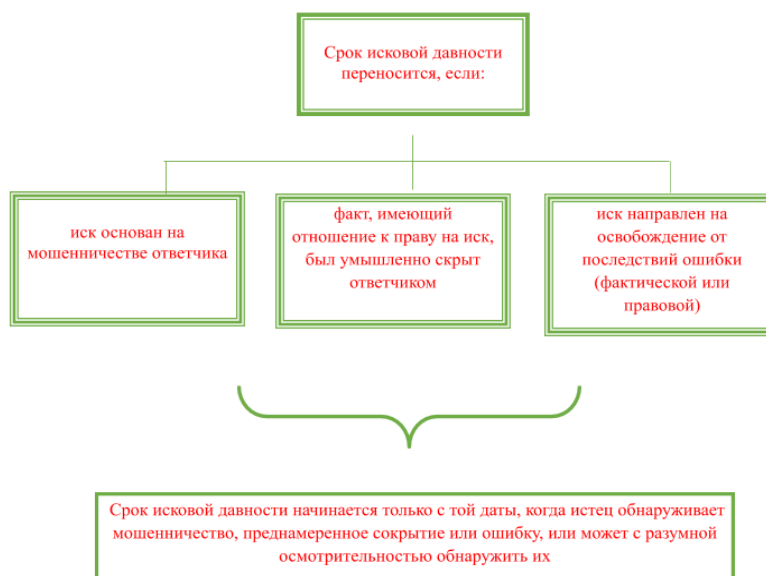 Срок исковой давности
переносится, если:
иск основан на
мошенничестве ответчика
факт, имеющий
отношение к праву на иск,
был умышленно скрыт
ответчиком
иск направлен на
освобождение от
последствий ошибки
(фактической или
правовой)
Срок исковой давности начинается только с той даты, когда истец обнаруживает
мошенничество, преднамеренное сокрытие или ошибку, или может с разумной
осмотрительностью обнаружить их